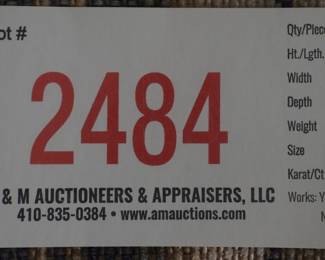 ot #
2484
& M AUCTIONEERS & APPRAISERS, LLC
410-835-0384 • www.amauctions.com
Qty/Piece
Ht./Lgth.
Width
Depth
Weight
Size
Karat/Ct
Works: Y
N